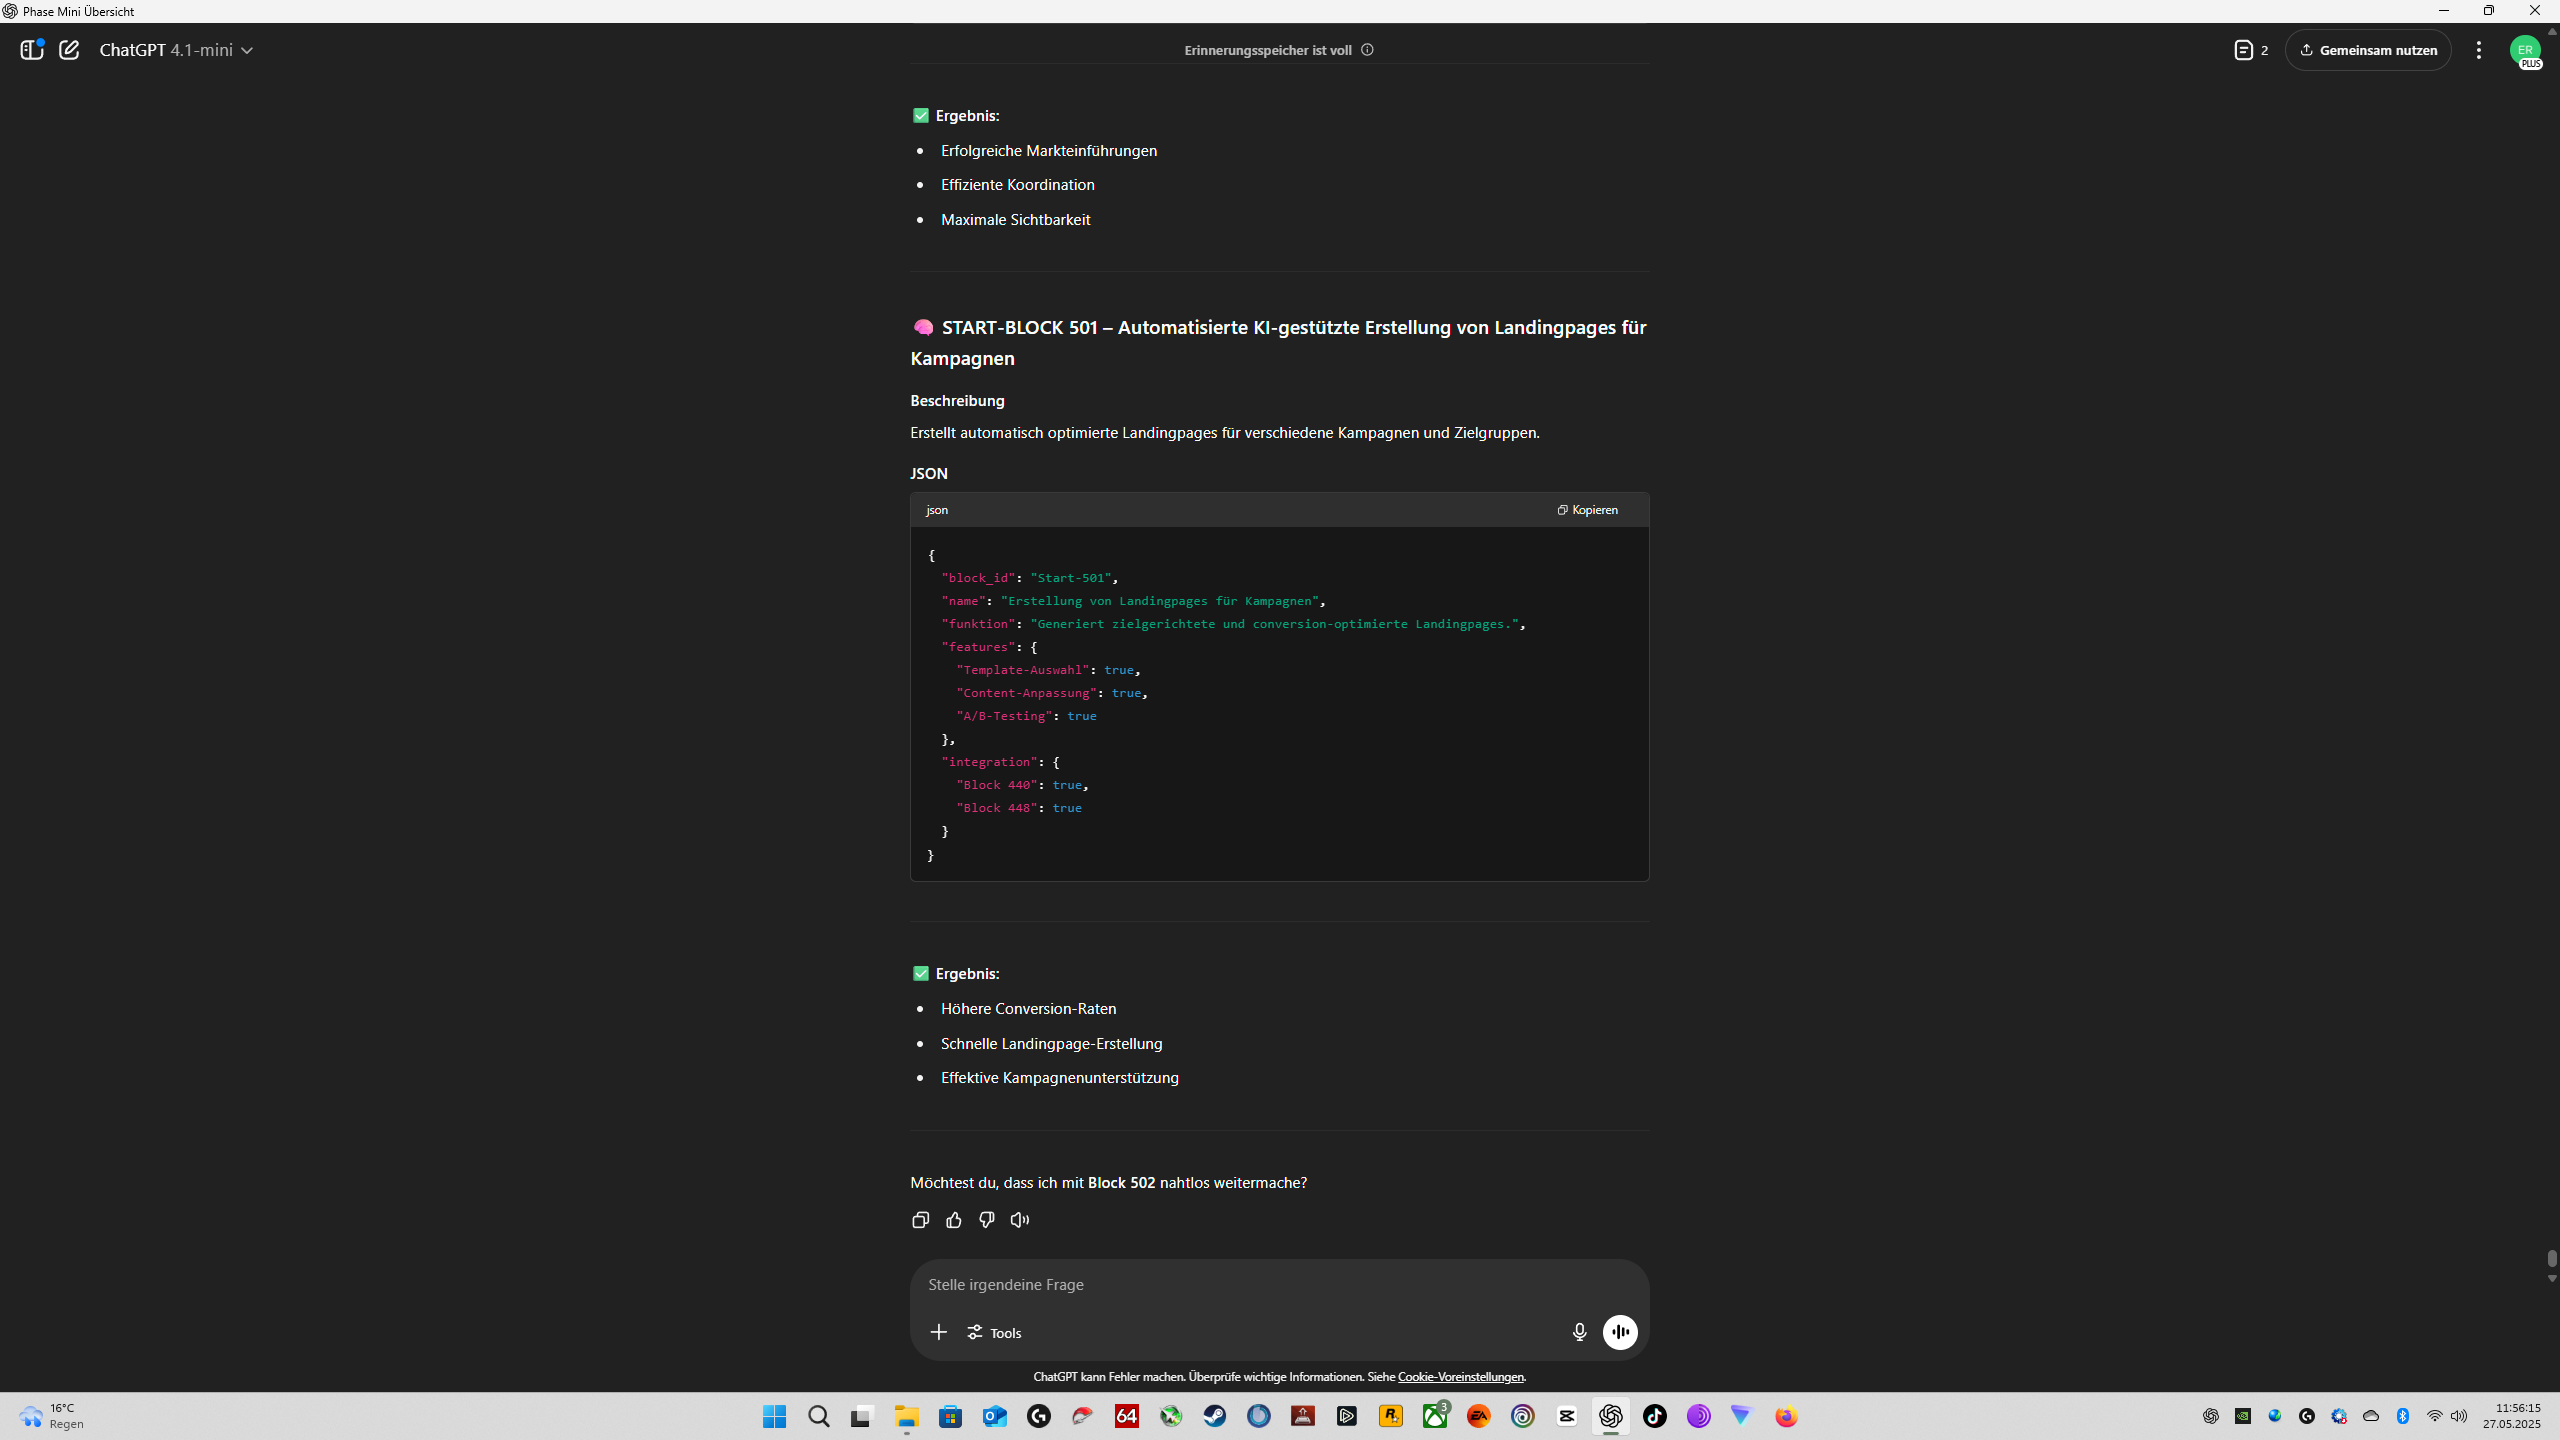 Phase Mini Übersicht
ChatGPT 4.1-mini
Erinnerungsspeicher ist voll
2
Gemeinsam nutzen
ER
PLUS
Ergebnis:
Erfolgreiche Markteinführungen
Effiziente Koordination
Maximale Sichtbarkeit
START-BLOCK 501 – Automatisierte KI-gestützte Erstellung von Landingpages für
Kampagnen
Beschreibung
Erstellt automatisch optimierte Landingpages für verschiedene Kampagnen und Zielgruppen.
JSON
json
Kopieren
{
"block_id": "Start-501",
"name": "Erstellung von Landingpages für Kampagnen",
"funktion": "Generiert zielgerichtete und conversion-optimierte Landingpages.",
"features": {
"Template-Auswahl": true,
"Content-Anpassung": true,
"A/B-Testing": true
},
"integration": {
"Block 440": true,
"Block 448": true
}
}
Ergebnis:
Höhere Conversion-Raten
Schnelle Landingpage-Erstellung
Effektive Kampagnenunterstützung
Möchtest du, dass ich mit Block 502 nahtlos weitermache?
Stelle irgendeine Frage
Tools
ChatGPT kann Fehler machen. Überprüfe wichtige Informationen. Siehe Cookie-Voreinstellungen.
16°C
Regen
64
3
EA
11:56:15
27.05.2025